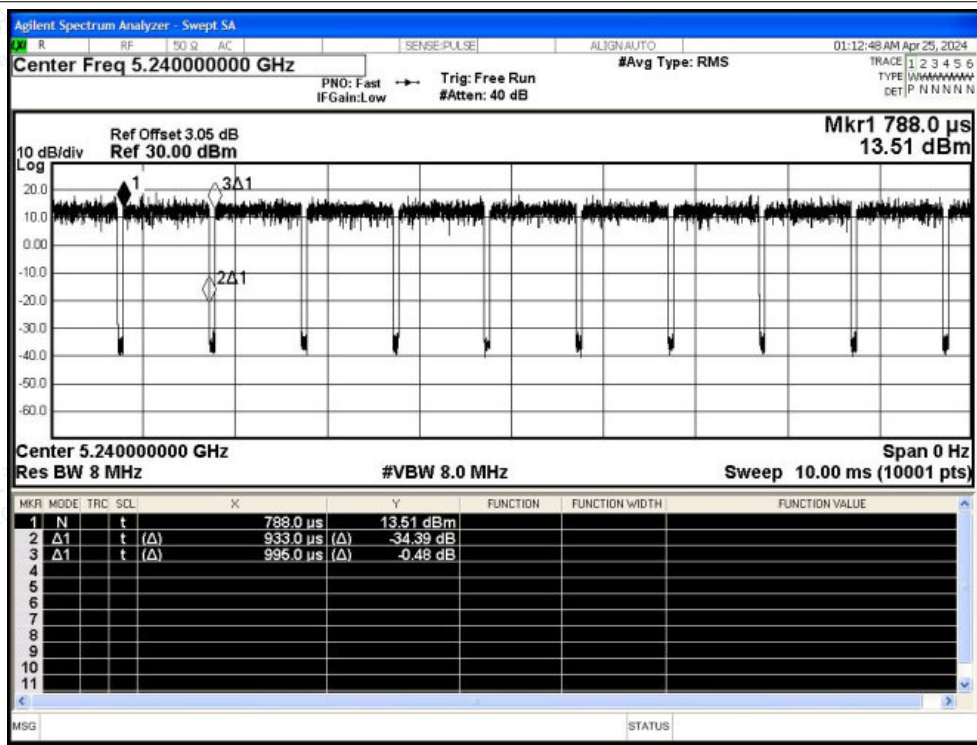 Agilent Spectrum Analyzer - Swept SA
LXI R RF 50 Ω AC SENSE:PULSE ALIGNAUTO 01:12:48 AM Apr 25, 2024
Center Freq 5.240000000 GHz #Avg Type: RMS TRACE 1 2 3 4 5 6
PNO: Fast Trig: Free Run TYPE WWWWWW
IFGain:Low #Atten: 40 dB DET P N N N N N
Mkr1 788.0 µs
Ref Offset 3.05 dB
10 dB/div Ref 30.00 dBm 13.51 dBm
Log
1 3Δ1
20.0
10.0
0.00
-10.0
2Δ1
-20.0
-30.0
-40.0
-50.0
-60.0
Center 5.240000000 GHz Span 0 Hz
Res BW 8 MHz #VBW 8.0 MHz Sweep 10.00 ms (10001 pts)
MKR MODE TRC SCL X Y FUNCTION FUNCTION WIDTH FUNCTION VALUE
1 N t 788.0 µs 13.51 dBm
2 Δ1 t (Δ) 933.0 µs (Δ) -34.39 dB
3 Δ1 t (Δ) 995.0 µs (Δ) -0.48 dB
4
5
6
7
8
9
10
11
MSG STATUS